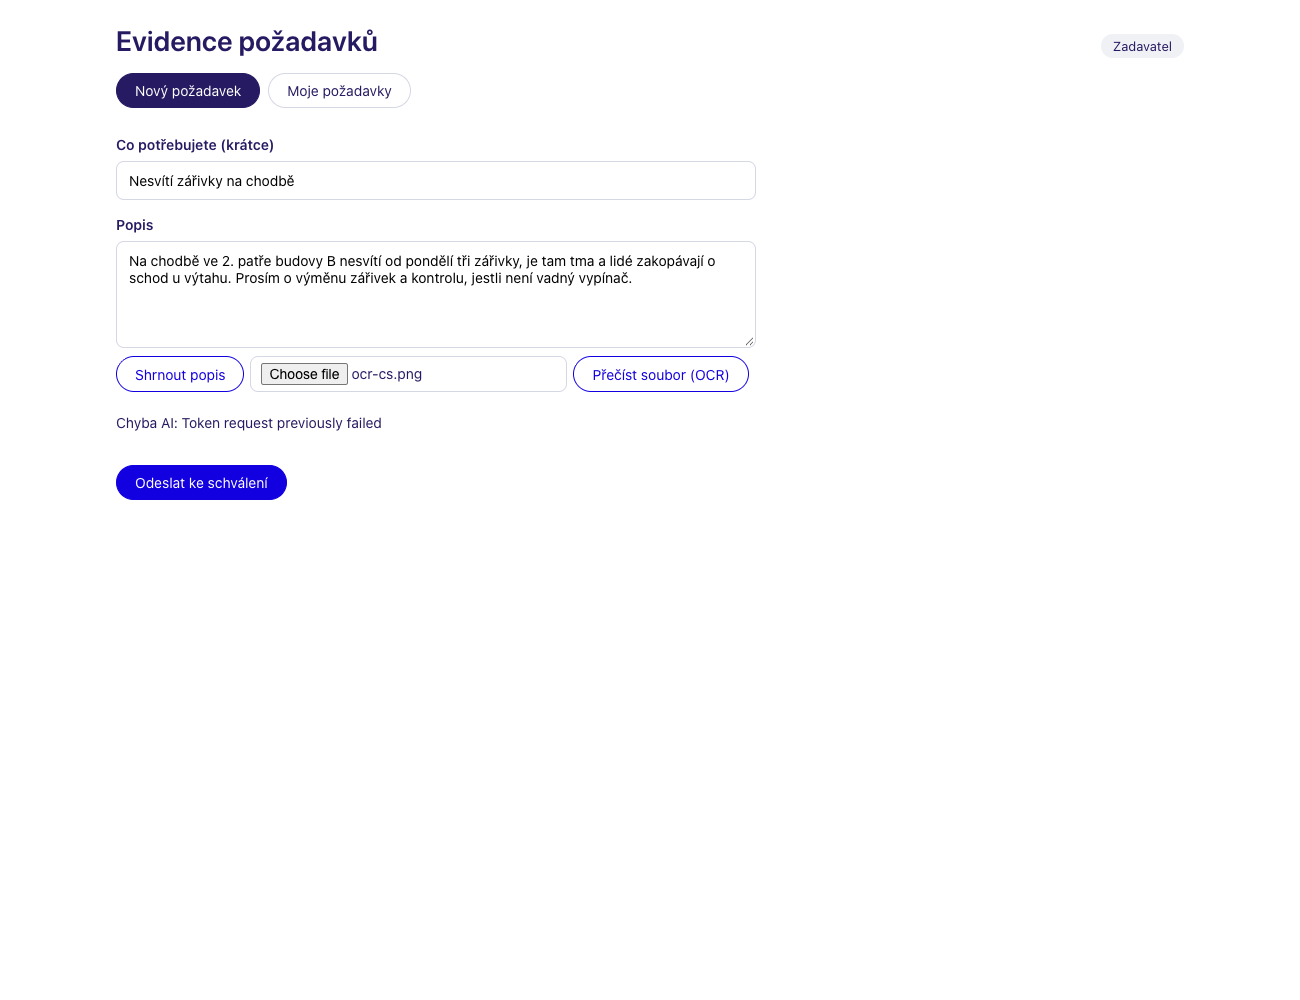 Evidence požadavků
Zadavatel
Nový požadavek
Moje požadavky
Co potřebujete (krátce)
Nesvítí zářivky na chodbě
Popis
Na chodbě ve 2. patře budovy B nesvítí od pondělí tři zářivky, je tam tma a lidé zakopávají o
schod u výtahu. Prosím o výměnu zářivek a kontrolu, jestli není vadný vypínač.
Shrnout popis
Choose file ocr-cs.png
Přečíst soubor (OCR)
Chyba AI: Token request previously failed
Odeslat ke schválení